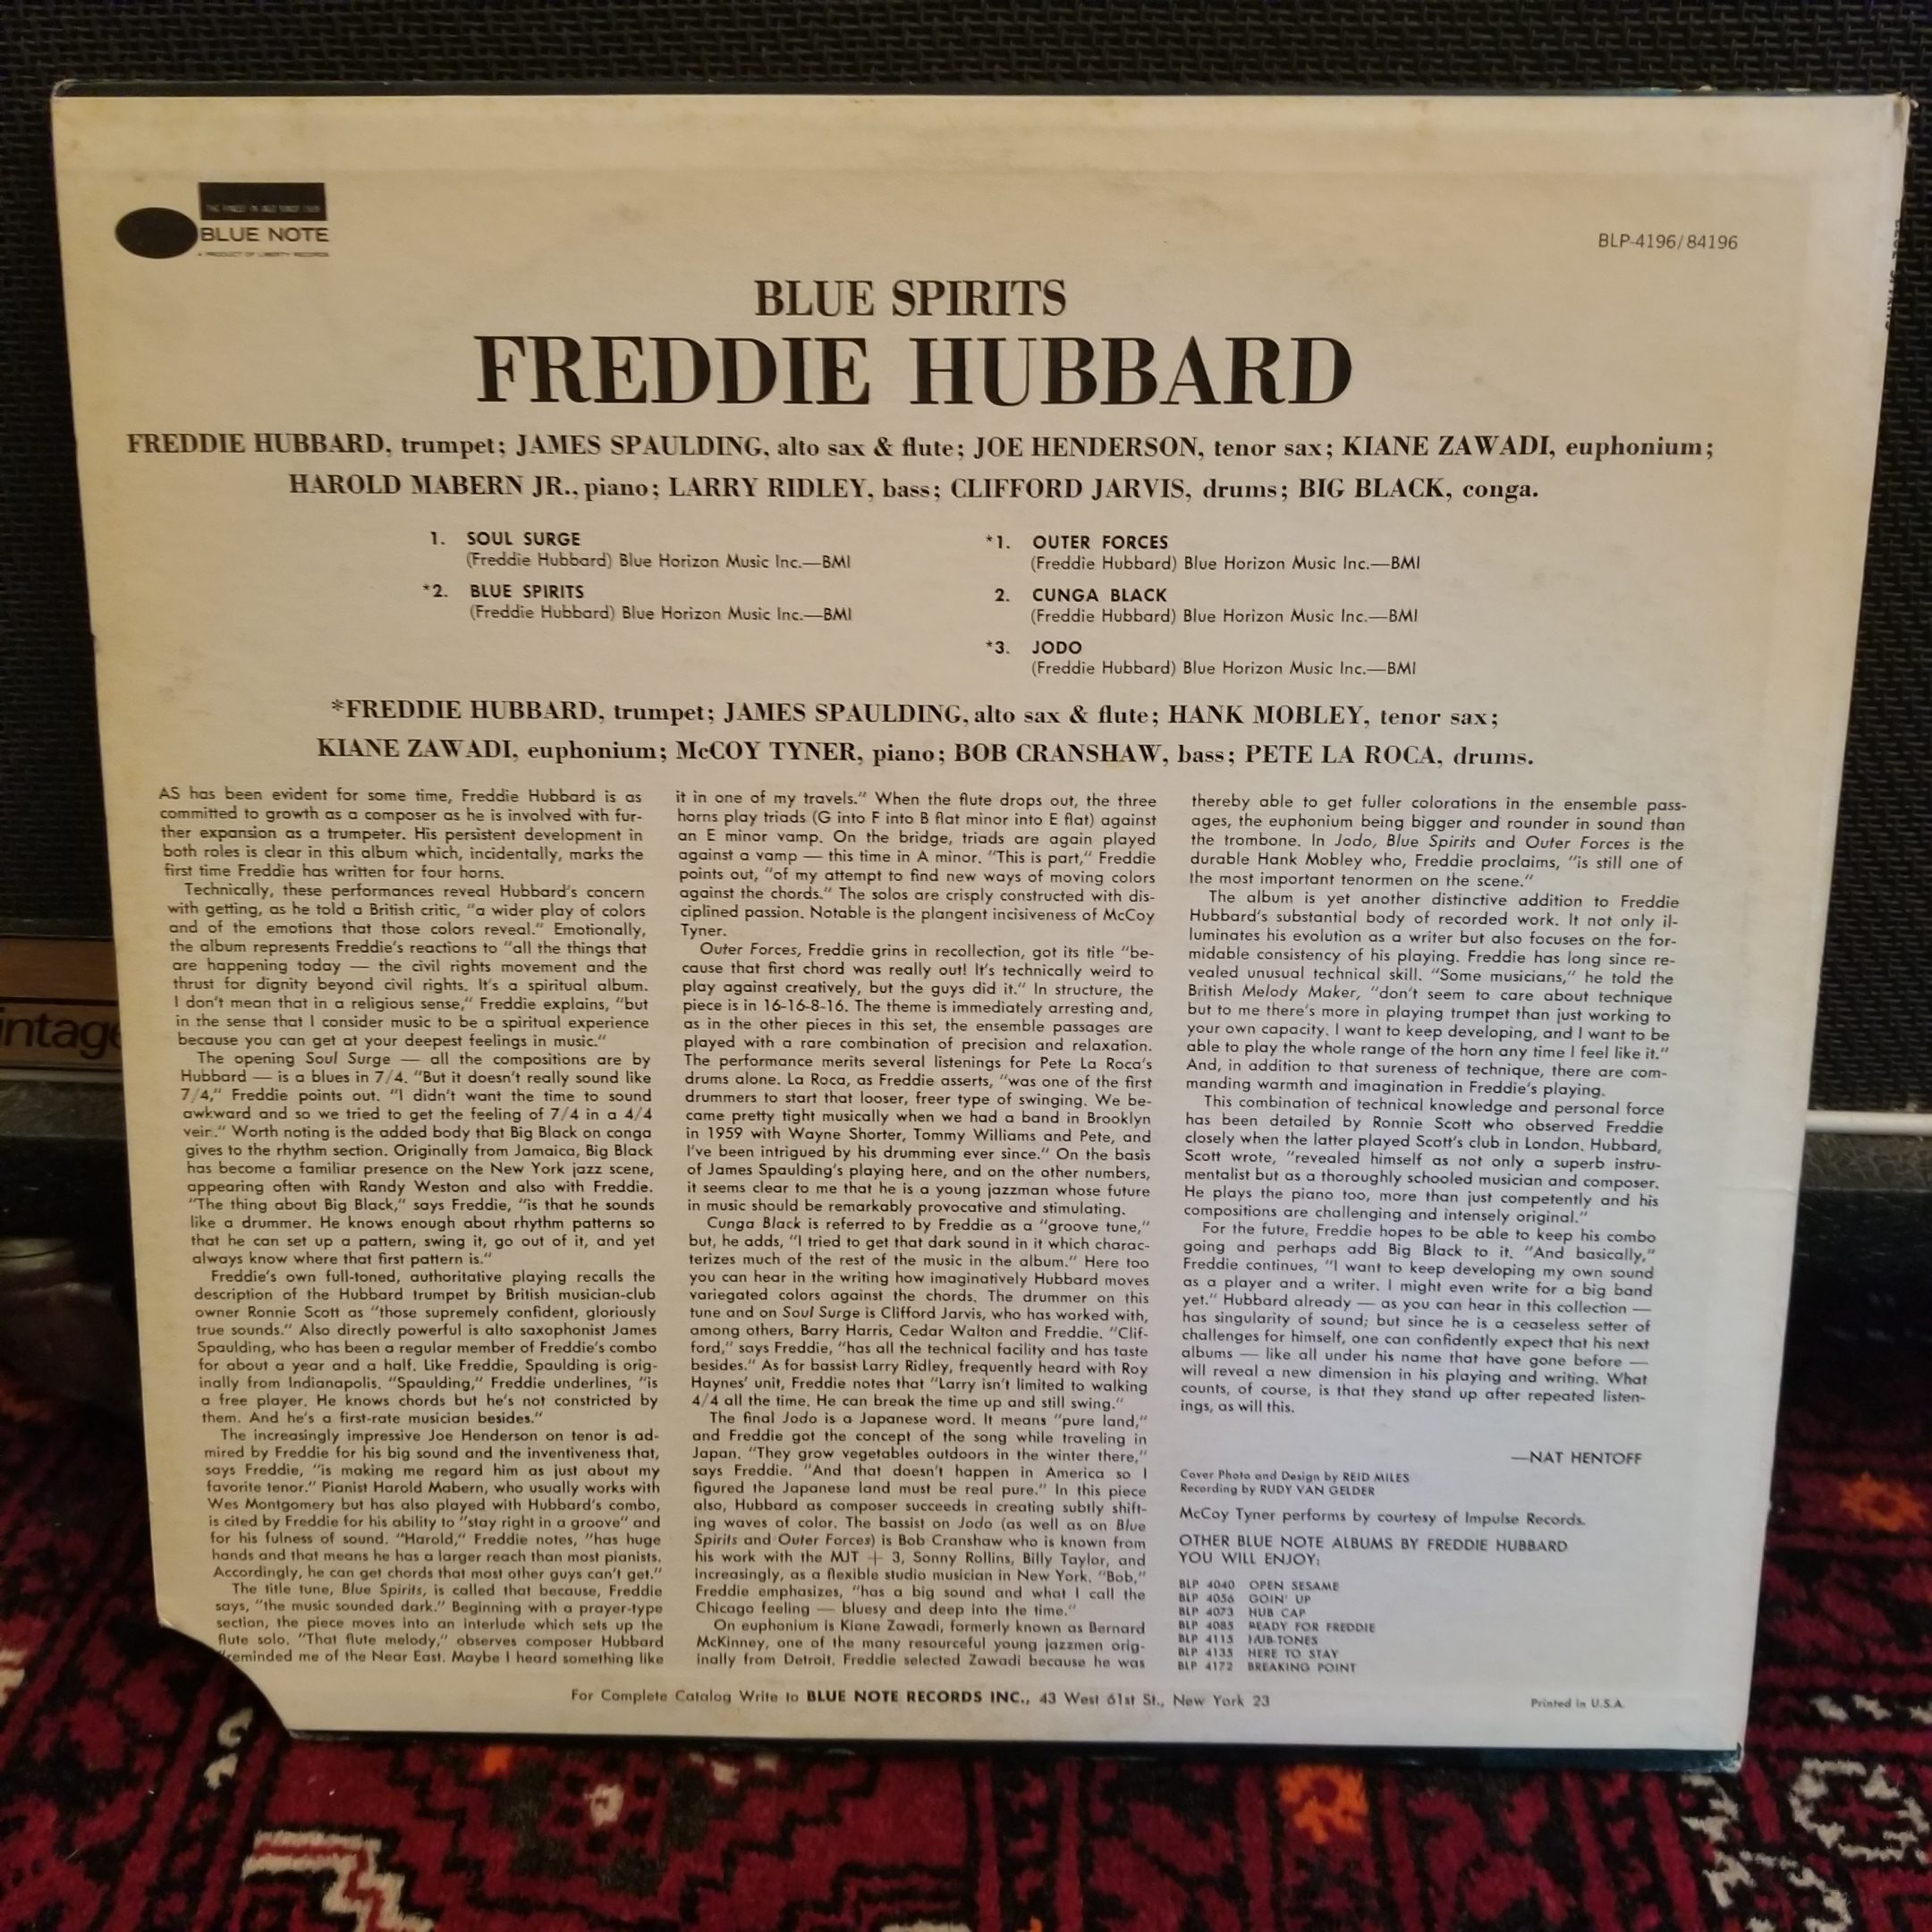 THE FINEST IN JAZZ SINCE 1939
BLUE NOTE
A PRODUCT OF LIBERTY RECORDS
BLP-4196/84196
BLUE SPIRITS
FREDDIE HUBBARD
FREDDIE HUBBARD, trumpet; JAMES SPAULDING, alto sax & flute; JOE HENDERSON, tenor sax; KIANE ZAWADI, euphonium;
HAROLD MABERN JR., piano; LARRY RIDLEY, bass; CLIFFORD JARVIS, drums; BIG BLACK, conga.
1. SOUL SURGE
(Freddie Hubbard) Blue Horizon Music Inc.—BMI
*2. BLUE SPIRITS
(Freddie Hubbard) Blue Horizon Music Inc.—BMI
*1. OUTER FORCES
(Freddie Hubbard) Blue Horizon Music Inc.—BMI
2. CUNGA BLACK
(Freddie Hubbard) Blue Horizon Music Inc.—BMI
*3. JODO
(Freddie Hubbard) Blue Horizon Music Inc.—BMI
*FREDDIE HUBBARD, trumpet; JAMES SPAULDING, alto sax & flute; HANK MOBLEY, tenor sax;
KIANE ZAWADI, euphonium; McCOY TYNER, piano; BOB CRANSHAW, bass; PETE LA ROCA, drums.
AS has been evident for some time, Freddie Hubbard is as
committed to growth as a composer as he is involved with fur-
ther expansion as a trumpeter. His persistent development in
both roles is clear in this album which, incidentally, marks the
first time Freddie has written for four horns.
Technically, these performances reveal Hubbard's concern
with getting, as he told a British critic, "a wider play of colors
and of the emotions that those colors reveal." Emotionally,
the album represents Freddie's reactions to "all the things that
are happening today — the civil rights movement and the
thrust for dignity beyond civil rights. It's a spiritual album.
I don't mean that in a religious sense," Freddie explains, "but
in the sense that I consider music to be a spiritual experience
because you can get at your deepest feelings in music."
The opening Soul Surge — all the compositions are by
Hubbard — is a blues in 7/4. "But it doesn't really sound like
7/4," Freddie points out. "I didn't want the time to sound
awkward and so we tried to get the feeling of 7/4 in a 4/4
vein." Worth noting is the added body that Big Black on conga
gives to the rhythm section. Originally from Jamaica, Big Black
has become a familiar presence on the New York jazz scene,
appearing often with Randy Weston and also with Freddie.
"The thing about Big Black," says Freddie, "is that he sounds
like a drummer. He knows enough about rhythm patterns so
that he can set up a pattern, swing it, go out of it, and yet
always know where that first pattern is."
Freddie's own full-toned, authoritative playing recalls the
description of the Hubbard trumpet by British musician-club
owner Ronnie Scott as "those supremely confident, gloriously
true sounds." Also directly powerful is alto saxophonist James
Spaulding, who has been a regular member of Freddie's combo
for about a year and a half. Like Freddie, Spaulding is orig-
inally from Indianapolis. "Spaulding," Freddie underlines, "is
a free player. He knows chords but he's not constricted by
them. And he's a first-rate musician besides."
The increasingly impressive Joe Henderson on tenor is ad-
mired by Freddie for his big sound and the inventiveness that,
says Freddie, "is making me regard him as just about my
favorite tenor." Pianist Harold Mabern, who usually works with
Wes Montgomery but has also played with Hubbard's combo,
is cited by Freddie for his ability to "stay right in a groove" and
for his fulness of sound. "Harold," Freddie notes, "has huge
hands and that means he has a larger reach than most pianists.
Accordingly, he can get chords that most other guys can't get."
The title tune, Blue Spirits, is called that because, Freddie
says, "the music sounded dark." Beginning with a prayer-type
section, the piece moves into an interlude which sets up the
flute solo. "That flute melody," observes composer Hubbard
"reminded me of the Near East. Maybe I heard something like
it in one of my travels." When the flute drops out, the three
horns play triads (G into F into B flat minor into E flat) against
an E minor vamp. On the bridge, triads are again played
against a vamp — this time in A minor. "This is part," Freddie
points out, "of my attempt to find new ways of moving colors
against the chords." The solos are crisply constructed with dis-
ciplined passion. Notable is the plangent incisiveness of McCoy
Tyner.
Outer Forces, Freddie grins in recollection, got its title "be-
cause that first chord was really out! It's technically weird to
play against creatively, but the guys did it." In structure, the
piece is in 16-16-8-16. The theme is immediately arresting and,
as in the other pieces in this set, the ensemble passages are
played with a rare combination of precision and relaxation.
The performance merits several listenings for Pete La Roca's
drums alone. La Roca, as Freddie asserts, "was one of the first
drummers to start that looser, freer type of swinging. We be-
came pretty tight musically when we had a band in Brooklyn
in 1959 with Wayne Shorter, Tommy Williams and Pete, and
I've been intrigued by his drumming ever since." On the basis
of James Spaulding's playing here, and on the other numbers,
it seems clear to me that he is a young jazzman whose future
in music should be remarkably provocative and stimulating.
Cunga Black is referred to by Freddie as a "groove tune,"
but, he adds, "I tried to get that dark sound in it which charac-
terizes much of the rest of the music in the album." Here too
you can hear in the writing how imaginatively Hubbard moves
variegated colors against the chords. The drummer on this
tune and on Soul Surge is Clifford Jarvis, who has worked with,
among others, Barry Harris, Cedar Walton and Freddie. "Clif-
ford," says Freddie, "has all the technical facility and has taste
besides." As for bassist Larry Ridley, frequently heard with Roy
Haynes' unit, Freddie notes that "Larry isn't limited to walking
4/4 all the time. He can break the time up and still swing."
The final Jodo is a Japanese word. It means "pure land,"
and Freddie got the concept of the song while traveling in
Japan. "They grow vegetables outdoors in the winter there,"
says Freddie. "And that doesn't happen in America so I
figured the Japanese land must be real pure." In this piece
also, Hubbard as composer succeeds in creating subtly shift-
ing waves of color. The bassist on Jodo (as well as on Blue
Spirits and Outer Forces) is Bob Cranshaw who is known from
his work with the MJT + 3, Sonny Rollins, Billy Taylor, and
increasingly, as a flexible studio musician in New York. "Bob,"
Freddie emphasizes, "has a big sound and what I call the
Chicago feeling — bluesy and deep into the time."
On euphonium is Kiane Zawadi, formerly known as Bernard
McKinney, one of the many resourceful young jazzmen orig-
inally from Detroit. Freddie selected Zawadi because he was
thereby able to get fuller colorations in the ensemble pass-
ages, the euphonium being bigger and rounder in sound than
the trombone. In Jodo, Blue Spirits and Outer Forces is the
durable Hank Mobley who, Freddie proclaims, "is still one of
the most important tenormen on the scene."
The album is yet another distinctive addition to Freddie
Hubbard's substantial body of recorded work. It not only il-
luminates his evolution as a writer but also focuses on the for-
midable consistency of his playing. Freddie has long since re-
vealed unusual technical skill. "Some musicians," he told the
British Melody Maker, "don't seem to care about technique
but to me there's more in playing trumpet than just working to
your own capacity. I want to keep developing, and I want to be
able to play the whole range of the horn any time I feel like it."
And, in addition to that sureness of technique, there are com-
manding warmth and imagination in Freddie's playing.
This combination of technical knowledge and personal force
has been detailed by Ronnie Scott who observed Freddie
closely when the latter played Scott's club in London. Hubbard,
Scott wrote, "revealed himself as not only a superb instru-
mentalist but as a thoroughly schooled musician and composer.
He plays the piano too, more than just competently and his
compositions are challenging and intensely original."
For the future, Freddie hopes to be able to keep his combo
going and perhaps add Big Black to it. "And basically,"
Freddie continues, "I want to keep developing my own sound
as a player and a writer. I might even write for a big band
yet." Hubbard already — as you can hear in this collection —
has singularity of sound; but since he is a ceaseless setter of
challenges for himself, one can confidently expect that his next
albums — like all under his name that have gone before —
will reveal a new dimension in his playing and writing. What
counts, of course, is that they stand up after repeated listen-
ings, as will this.
—NAT HENTOFF
Cover Photo and Design by REID MILES
Recording by RUDY VAN GELDER
McCoy Tyner performs by courtesy of Impulse Records.
OTHER BLUE NOTE ALBUMS BY FREDDIE HUBBARD
YOU WILL ENJOY:
BLP 4040 OPEN SESAME
BLP 4056 GOIN' UP
BLP 4073 HUB CAP
BLP 4085 READY FOR FREDDIE
BLP 4115 HUB-TONES
BLP 4135 HERE TO STAY
BLP 4172 BREAKING POINT
For Complete Catalog Write to BLUE NOTE RECORDS INC., 43 West 61st St., New York 23
Printed in U.S.A.
intage